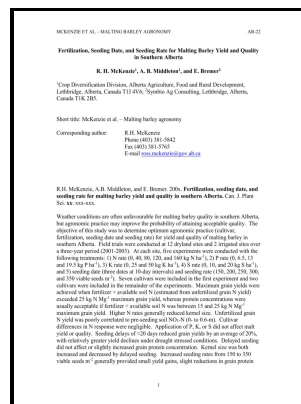 MCKENZIE ET AL. - MALTING BARLEY AGRONOMY AB-22
Fertilization, Seeding Date, and Seeding Rate for Malting Barley Yield and Quality
in Southern Alberta
R. H. McKenzie¹, A. B. Middleton¹, and E. Bremer²
¹Crop Diversification Division, Alberta Agriculture, Food and Rural Development,
Lethbridge, Alberta, Canada T1J 4V6; ²Symbio Ag Consulting, Lethbridge, Alberta,
Canada T1K 2B5.
Short title: McKenzie et al. – Malting barley agronomy
Corresponding author: R.H. McKenzie
Phone (403) 381-5842
Fax (403) 381-5765
E-mail ross.mckenzie@gov.ab.ca
R.H. McKenzie, A.B. Middleton, and E. Bremer. 200x. Fertilization, seeding date, and
seeding rate for malting barley yield and quality in southern Alberta. Can. J. Plant
Sci. xx: xxx-xxx.
Weather conditions are often unfavourable for malting barley quality in southern Alberta,
but agronomic practice may improve the probability of attaining acceptable quality. The
objective of this study was to determine optimum agronomic practice (cultivar,
fertilization, seeding date and seeding rate) for yield and quality of malting barley in
southern Alberta. Field trials were conducted at 12 dryland sites and 2 irrigated sites over
a three-year period (2001-2003). At each site, five experiments were conducted with the
following treatments: 1) N rate (0, 40, 80, 120, and 160 kg N ha⁻¹), 2) P rate (0, 6.5, 13
and 19.5 kg P ha⁻¹), 3) K rate (0, 25 and 50 kg K ha⁻¹), 4) S rate (0, 10, and 20 kg S ha⁻¹),
and 5) seeding date (three dates at 10-day intervals) and seeding rate (150, 200, 250, 300,
and 350 viable seeds m⁻²). Seven cultivars were included in the first experiment and two
cultivars were included in the remainder of the experiments. Maximum grain yields were
achieved when fertilizer + available soil N (estimated from unfertilized grain N yield)
exceeded 25 kg N Mg⁻¹ maximum grain yield, whereas protein concentrations were
usually acceptable if fertilizer + available soil N was between 15 and 25 kg N Mg⁻¹
maximum grain yield. Higher N rates generally reduced kernel size. Unfertilized grain
N yield was poorly correlated to pre-seeding soil NO₃-N (0- to 0.6-m). Cultivar
differences in N response were negligible. Application of P, K, or S did not affect malt
yield or quality. Seeding delays of ≈20 days reduced grain yields by an average of 20%,
with relatively greater yield declines under drought stressed conditions. Delayed seeding
did not affect or slightly increased grain protein concentration. Kernel size was both
increased and decreased by delayed seeding. Increased seeding rates from 150 to 350
viable seeds m⁻² generally provided small yield gains, slight reductions in grain protein
1